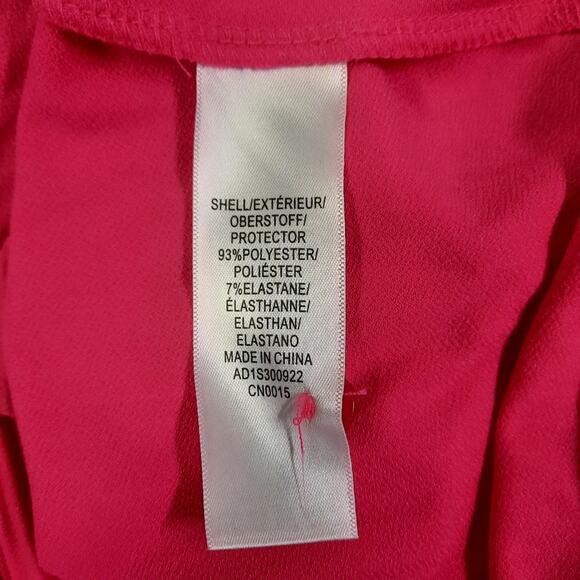 SHELL/EXTÉRIEUR/
OBERSTOFF/
PROTECTOR
93%POLYESTER/
POLIÉSTER
7%ELASTANE/
ÉLASTHANNE/
ELASTHAN/
ELASTANO
MADE IN CHINA
AD1S300922
CN0015